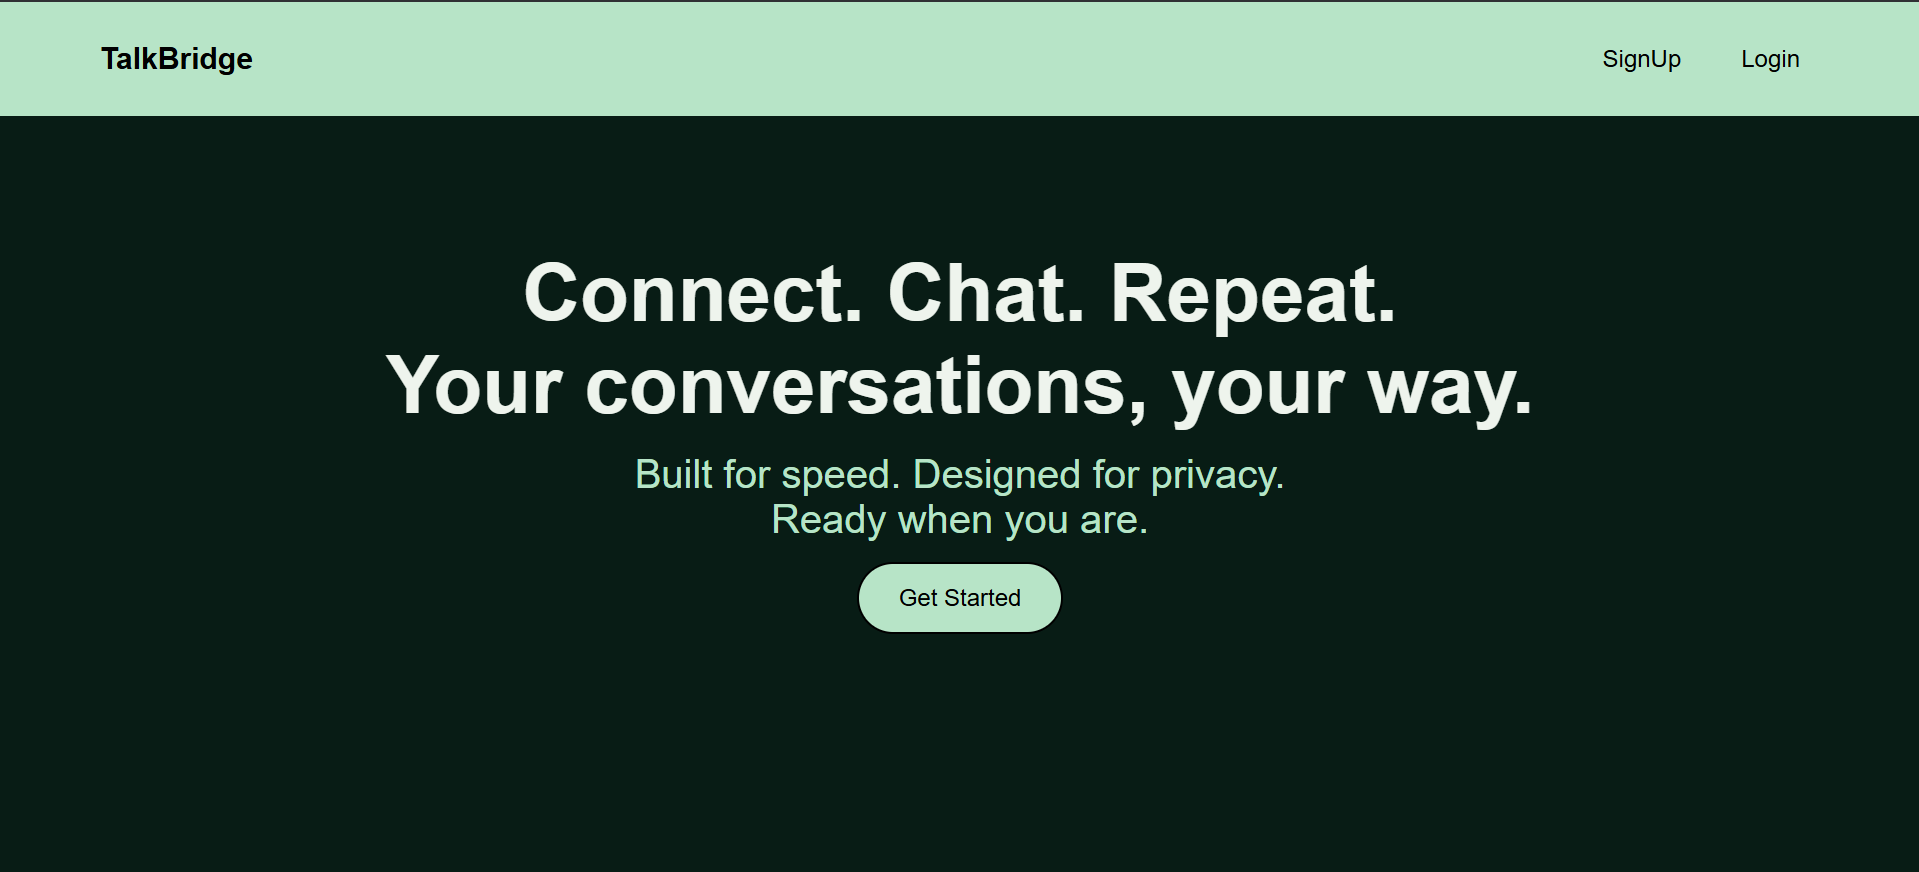 TalkBridge
SignUp
Login
Connect. Chat. Repeat.
Your conversations, your way.
Built for speed. Designed for privacy.
Ready when you are.
Get Started